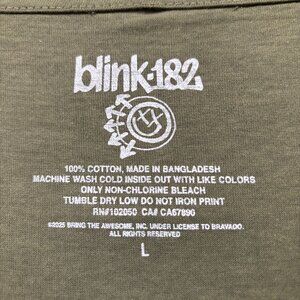 blink-182
100% COTTON, MADE IN BANGLADESH
MACHINE WASH COLD INSIDE OUT WITH LIKE COLORS
ONLY NON-CHLORINE BLEACH
TUMBLE DRY LOW DO NOT IRON PRINT
RN#102050 CA# CA67896
©2025 BRING THE AWESOME, INC. UNDER LICENSE TO BRAVADO.
ALL RIGHTS RESERVED
L